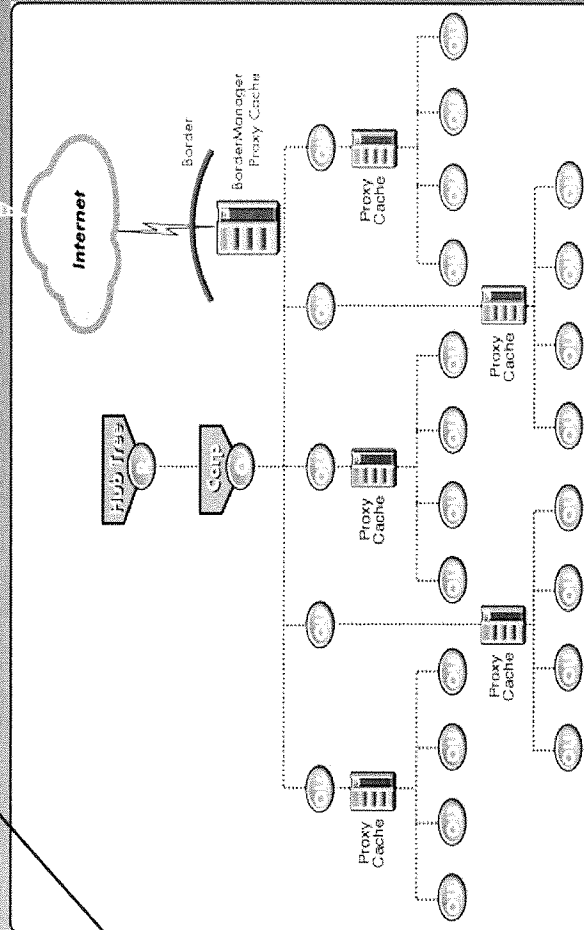 Internet
Border
BorderManager
Proxy Cache
Hub Tree
Corp
Proxy
Cache
Proxy
Cache
Proxy
Cache
Proxy
Cache
Proxy
Cache